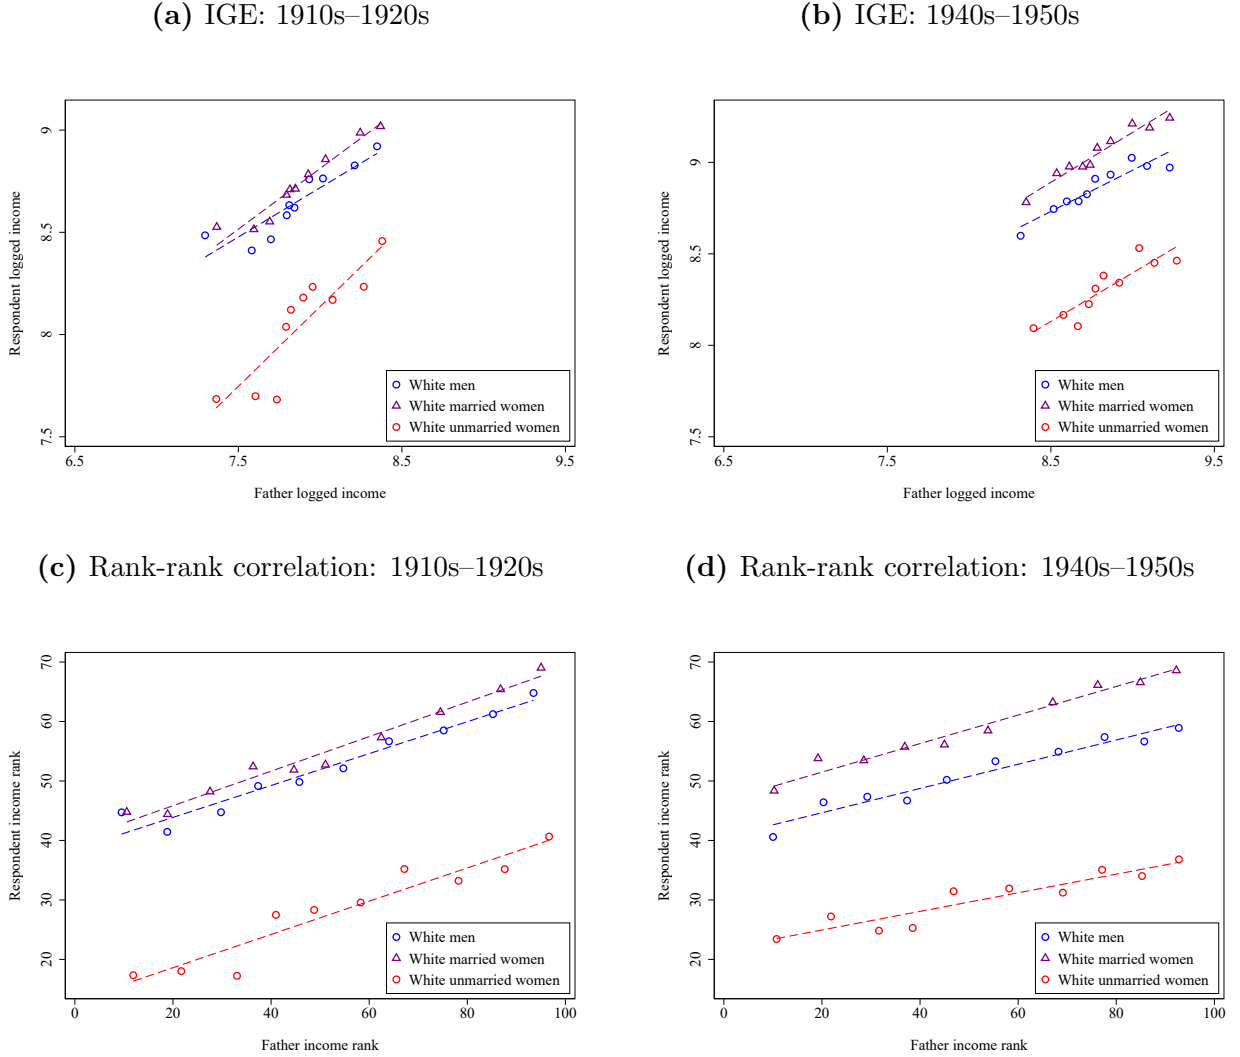 (a) IGE: 1910s–1920s
(b) IGE: 1940s–1950s
Respondent logged income
9
8.5
8
7.5
White men
White married women
White unmarried women
6.5 7.5 8.5 9.5
Father logged income
Respondent logged income
9
8.5
8
7.5
White men
White married women
White unmarried women
6.5 7.5 8.5 9.5
Father logged income
(c) Rank-rank correlation: 1910s–1920s
(d) Rank-rank correlation: 1940s–1950s
Respondent income rank
70
60
50
40
30
20
White men
White married women
White unmarried women
0 20 40 60 80 100
Father income rank
Respondent income rank
70
60
50
40
30
20
White men
White married women
White unmarried women
0 20 40 60 80 100
Father income rank